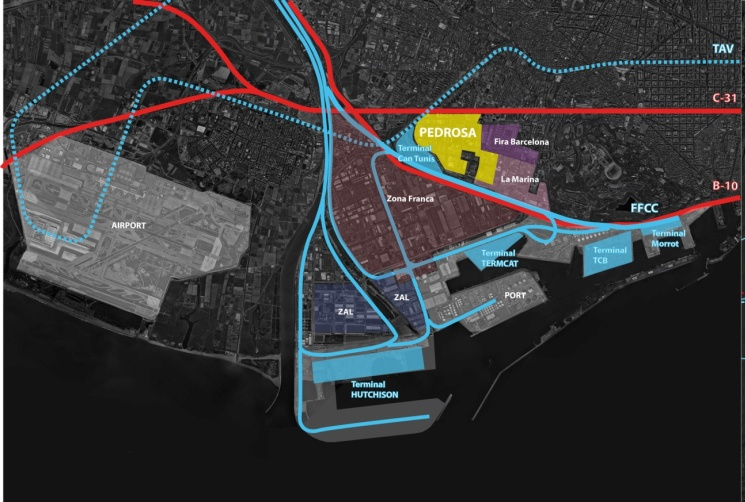 TAV
C-31
PEDROSA
Fira Barcelona
Terminal
Can Tunis
La Marina
B-10
Zona Franca
FFCC
AIRPORT
Terminal
Morrot
Terminal
TERMCAT
Terminal
TCB
ZAL
PORT
ZAL
Terminal
HUTCHISON